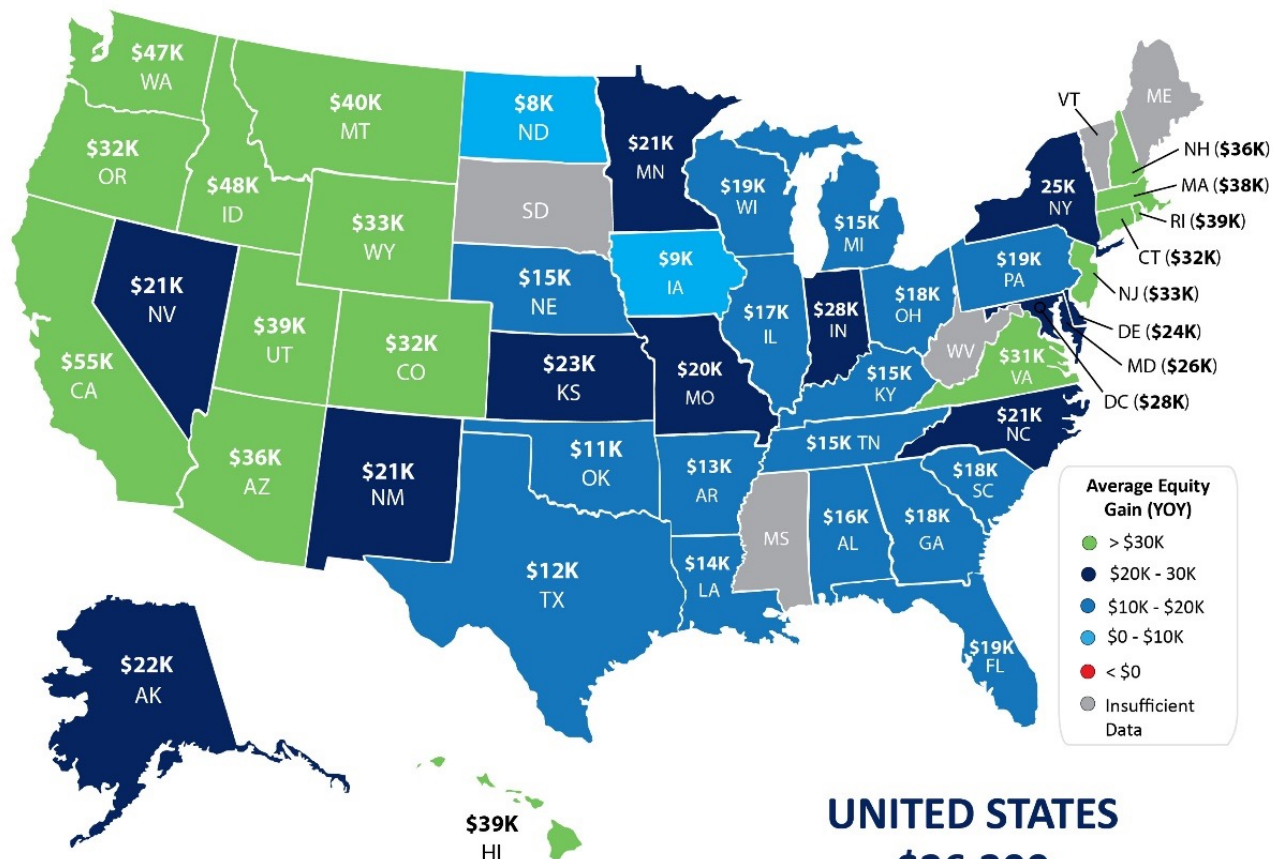 $47K
WA
$40K
MT
$8K
ND
$21K
MN
$32K
OR
$48K
ID
$33K
WY
SD
$19K
WI
$15K
MI
25K
NY
VT
ME
NH ($36K)
MA ($38K)
RI ($39K)
CT ($32K)
NJ ($33K)
DE ($24K)
MD ($26K)
DC ($28K)
$55K
CA
$21K
NV
$39K
UT
$32K
CO
$15K
NE
$9K
IA
$17K
IL
$28K
IN
$18K
OH
$19K
PA
WV
$31K
VA
$36K
AZ
$21K
NM
$23K
KS
$20K
MO
$15K
KY
$21K
NC
$15K TN
$11K
OK
$13K
AR
$18K
SC
$12K
TX
$14K
LA
MS
$16K
AL
$18K
GA
$19K
FL
$22K
AK
$39K
HI
Average Equity
Gain (YOY)
> $30K
$20K - 30K
$10K - $20K
$0 - $10K
< $0
Insufficient
Data
UNITED STATES